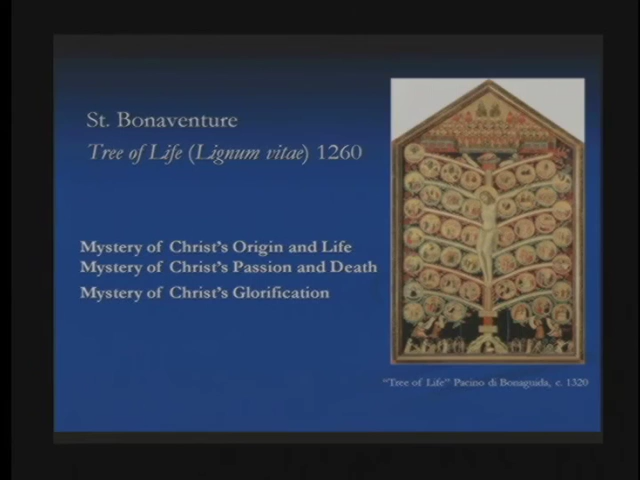 St. Bonaventure
Tree of Life (Lignum vitae) 1260
Mystery of Christ's Origin and Life
Mystery of Christ's Passion and Death
Mystery of Christ's Glorification
“Tree of Life” Pacino di Bonaguida, c. 1320